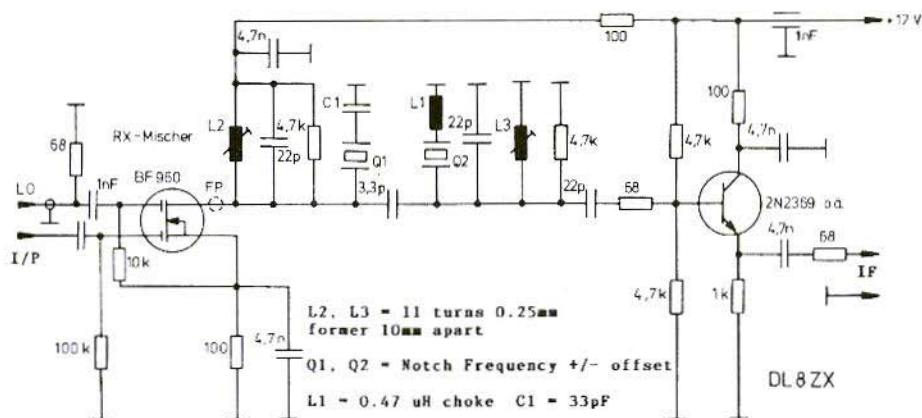 100
1nF
+12V
4,7n
C1
L1
L2
4,7k
22p
22p
L3
4,7k
4,7k
100
4,7n
RX-Mischer
68
Q1
Q2
LO
1nF
BF960
FP
3,3p
22p
68
2N2369 o.ä.
4,7n
68
I/P
IF
10k
4,7k
1k
100k
100
4,7n
L2, L3 = 11 turns 0.25mm
former 10mm apart
Q1, Q2 = Notch Frequency +/- offset
L1 = 0.47 uH choke C1 = 33pF
DL8ZX